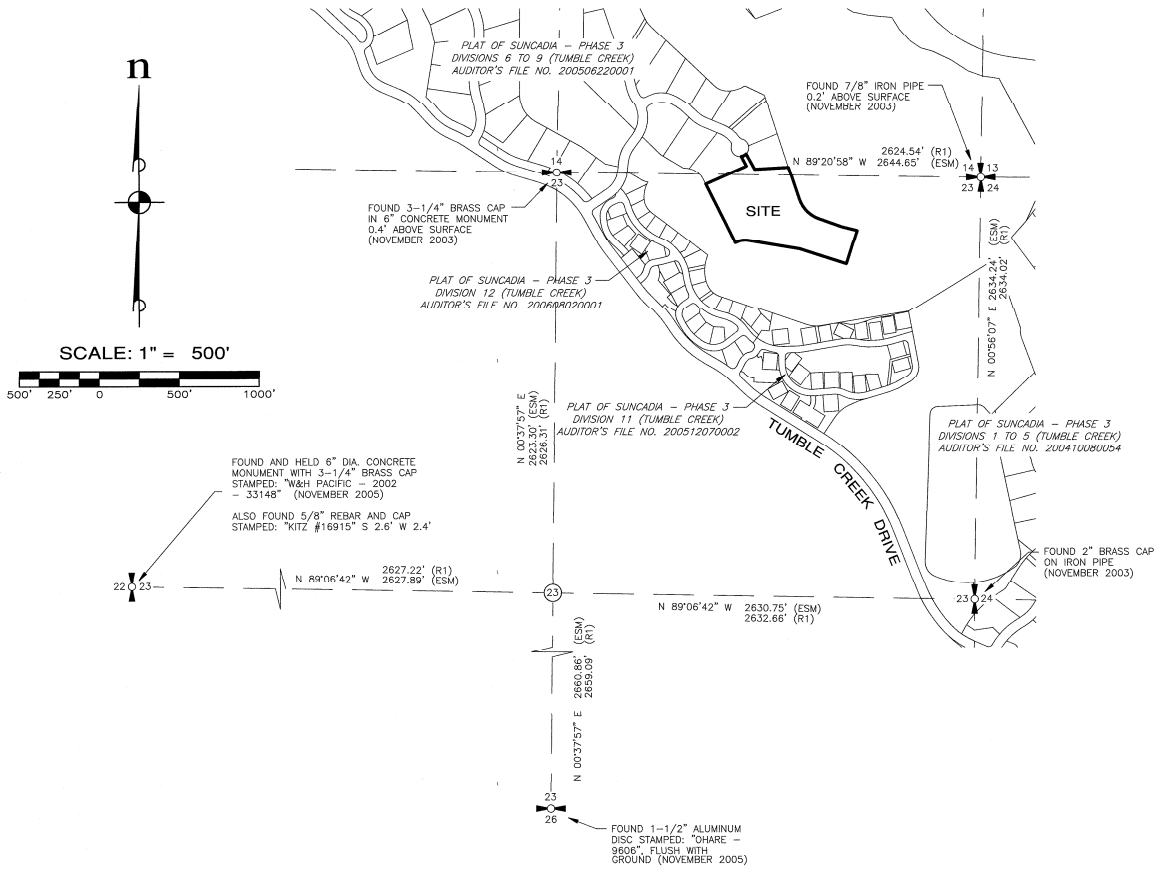 PLAT OF SUNCADIA – PHASE 3
DIVISIONS 6 TO 9 (TUMBLE CREEK)
AUDITOR'S FILE NO. 200506220001
n
FOUND 7/8" IRON PIPE
0.2' ABOVE SURFACE
(NOVEMBER 2003)
2624.54' (R1)
N 89°20'58" W 2644.65' (ESM)
14
23
14 13
23 24
FOUND 3-1/4" BRASS CAP
IN 6" CONCRETE MONUMENT
0.4' ABOVE SURFACE
(NOVEMBER 2003)
SITE
N 00°56'07" E 2634.24' (ESM)
2634.02' (R1)
PLAT OF SUNCADIA – PHASE 3
DIVISION 12 (TUMBLE CREEK)
AUDITOR'S FILE NO. 200608020001
SCALE: 1" = 500'
500' 250' 0 500' 1000'
N 00°37'57" E
2623.30' (ESM)
2626.31' (R1)
PLAT OF SUNCADIA – PHASE 3
DIVISION 11 (TUMBLE CREEK)
AUDITOR'S FILE NO. 200512070002
TUMBLE CREEK DRIVE
PLAT OF SUNCADIA – PHASE 3
DIVISIONS 1 TO 5 (TUMBLE CREEK)
AUDITOR'S FILE NO. 200410080054
FOUND AND HELD 6" DIA. CONCRETE
MONUMENT WITH 3-1/4" BRASS CAP
STAMPED: "W&H PACIFIC – 2002
– 33148" (NOVEMBER 2005)
ALSO FOUND 5/8" REBAR AND CAP
STAMPED: "KITZ #16915" S 2.6' W 2.4'
22 23
2627.22' (R1)
N 89°06'42" W 2627.89' (ESM)
23
N 89°06'42" W 2630.75' (ESM)
2632.66' (R1)
23 24
FOUND 2" BRASS CAP
ON IRON PIPE
(NOVEMBER 2003)
N 00°37'57" E 2660.86' (ESM)
2659.09' (R1)
23
26
FOUND 1-1/2" ALUMINUM
DISC STAMPED: "OHARE –
9606", FLUSH WITH
GROUND (NOVEMBER 2005)